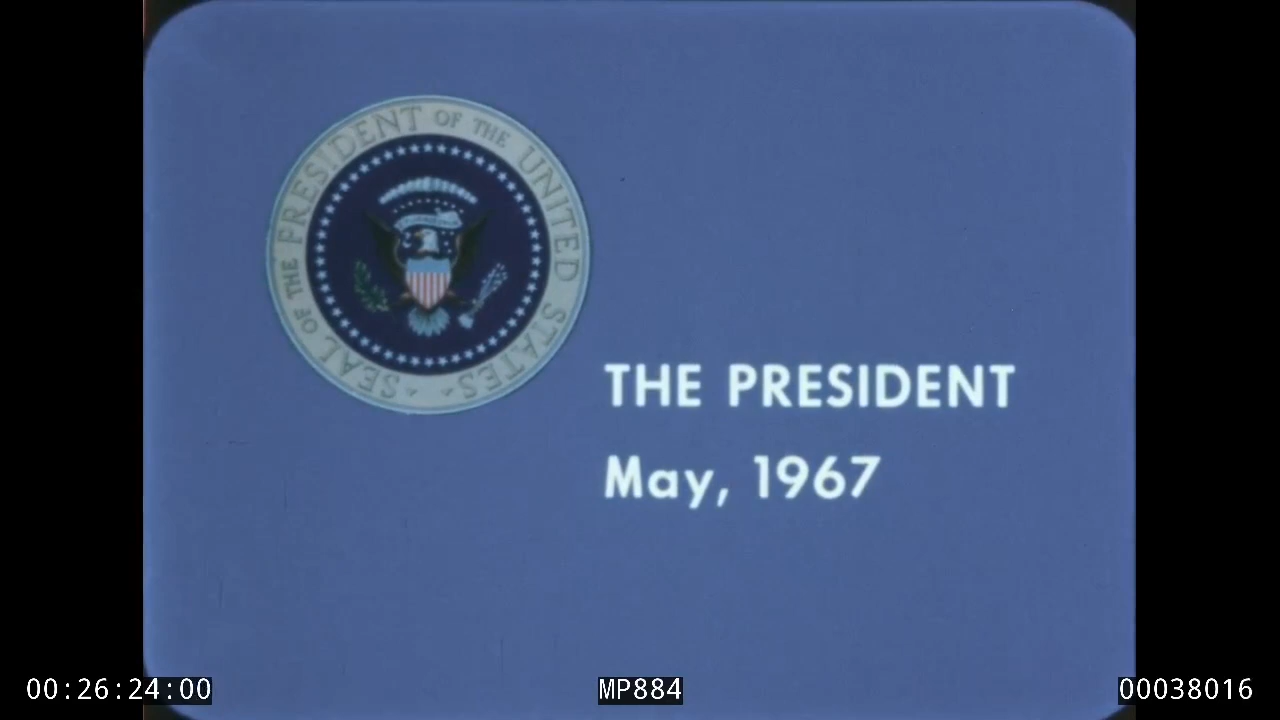 SEAL OF THE PRESIDENT OF THE UNITED STATES
THE PRESIDENT
May, 1967
00:26:24:00
MP884
00038016